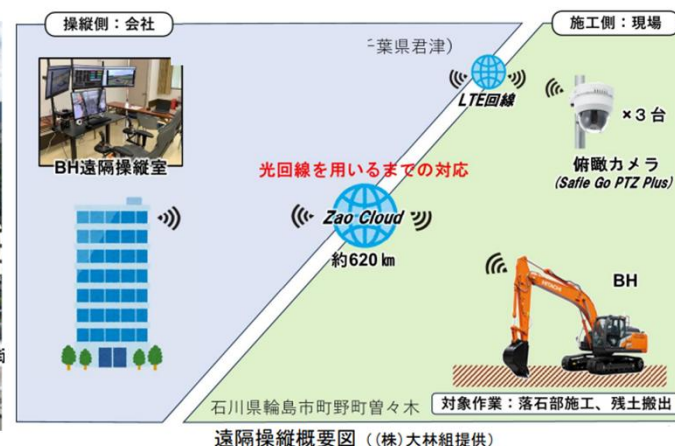 操縦側：会社
千葉県君津）
施工側：現場
LTE回線
×3台
俯瞰カメラ
(Safie Go PTZ Plus)
BH遠隔操縦室
光回線を用いるまでの対応
Zao Cloud
約620㎞
BH
HITACHI
石川県輪島市町野町曽々木
対象作業：落石部施工、残土搬出
遠隔操縦概要図（(株)大林組提供）